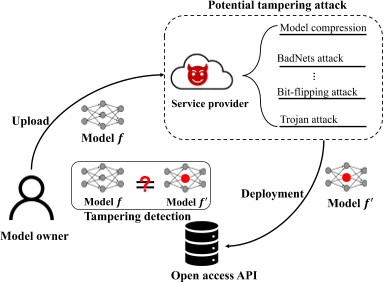 Potential tampering attack
Model compression
BadNets attack
⋮
Bit-flipping attack
Trojan attack
Service provider
Upload
Model f
Model f
?
=
Model f′
Tampering detection
Model owner
Deployment
Model f′
Open access API